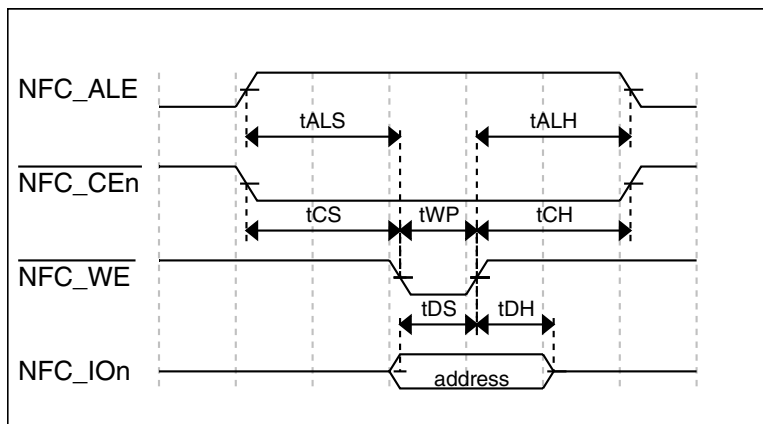 NFC_ALE
tALS tALH
NFC_CEn
tCS tWP tCH
NFC_WE
tDS tDH
NFC_IOn
address